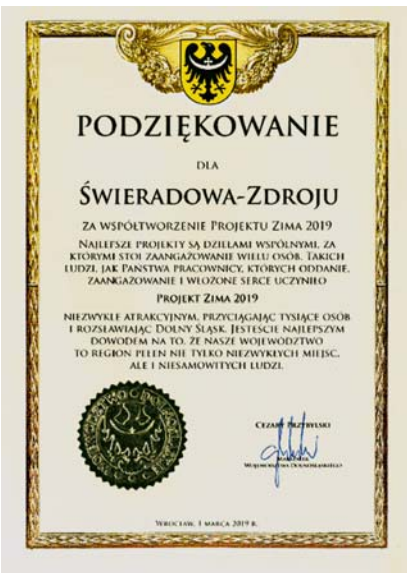 PODZIĘKOWANIE
DLA
ŚWIERADOWA-ZDROJU
ZA WSPÓŁTWORZENIE PROJEKTU ZIMA 2019
NAJLEPSZE PROJEKTY SĄ DZIEŁAMI WSPÓLNYMI, ZA
KTÓRYMI STOI ZAANGAŻOWANIE WIELU OSÓB. TAKICH
LUDZI, JAK PAŃSTWA PRACOWNICY, KTÓRYCH ODDANIE,
ZAANGAŻOWANIE I WŁOŻONE SERCE UCZYNIŁO
PROJEKT ZIMA 2019
NIEZWYKLE ATRAKCYJNYM, PRZYCIĄGAJĄC TYSIĄCE OSÓB
I ROZSŁAWIAJĄC DOLNY ŚLĄSK. JESTEŚCIE NAJLEPSZYM
DOWODEM NA TO, ŻE NASZE WOJEWÓDZTWO
TO REGION PEŁEN NIE TYLKO NIEZWYKŁYCH MIEJSC,
ALE I NIESAMOWITYCH LUDZI.
CEZARY PRZYBYLSKI
MARSZAŁEK
WOJEWÓDZTWA DOLNOŚLĄSKIEGO
WROCŁAW, 1 MARCA 2019 R.